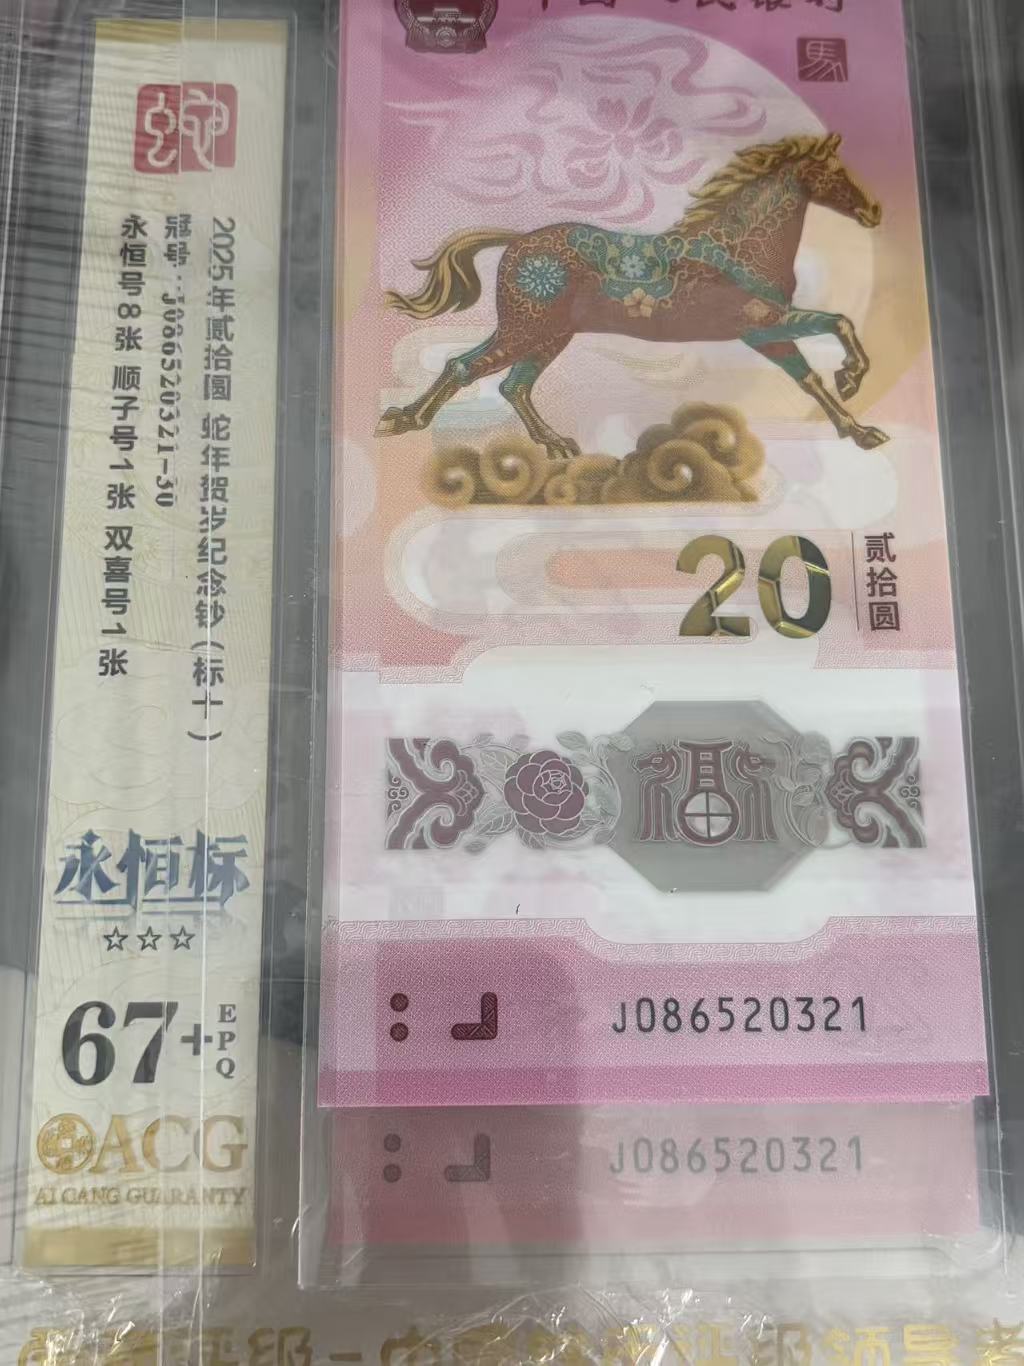 馬
蛇
2025年贰拾圆 蛇年贺岁纪念钞(标十)
冠号:J086520321-30
永恒号8张 顺子号1张 双喜号1张
永恒标
☆☆☆
67+EPQ
ACG
AI CANG GUARANTY
20
贰拾圆
J086520321
J086520321